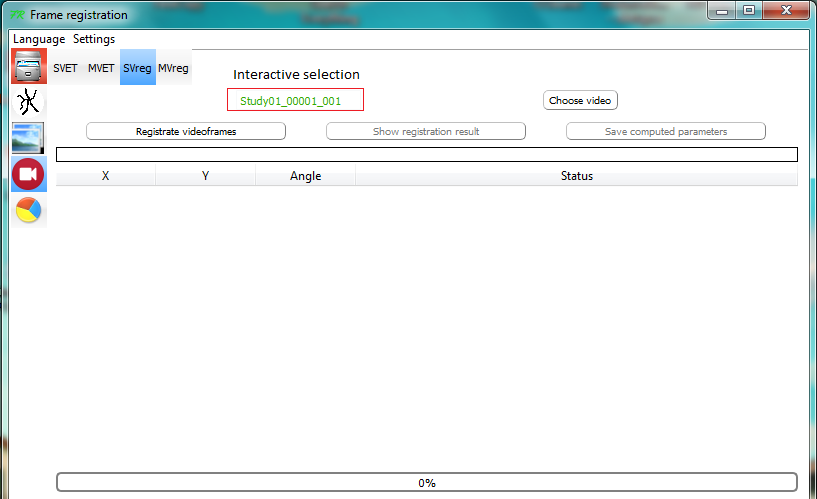 Frame registration
Language Settings
SVET MVET SVreg MVreg
Interactive selection
Study01_00001_001
Choose video
Registrate videoframes Show registration result Save computed parameters
X Y Angle Status
0%